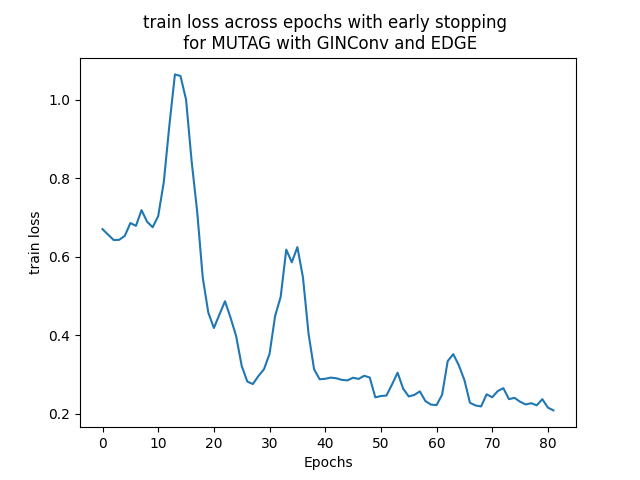 train loss across epochs with early stopping
for MUTAG with GINConv and EDGE
train loss
1.0
0.8
0.6
0.4
0.2
0 10 20 30 40 50 60 70 80
Epochs